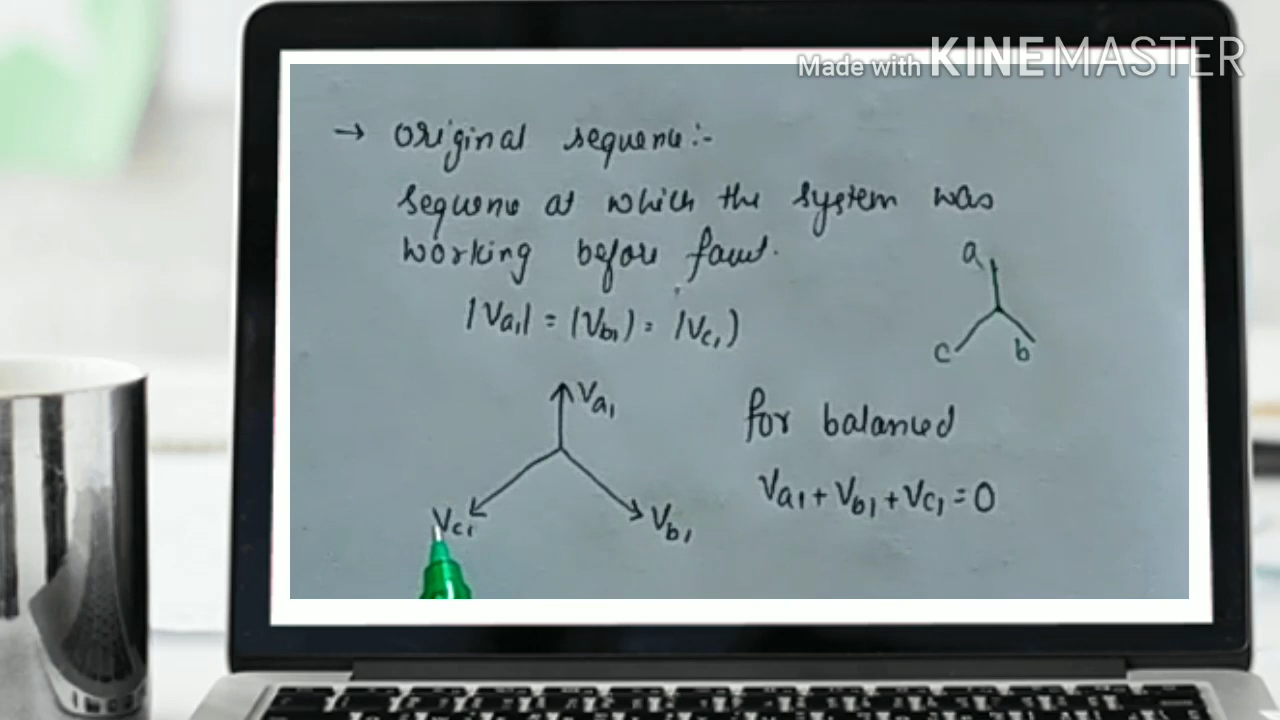 Made with KINEMASTER
→ original sequence:-
sequence at which the system was
working before fault.
|Va1| = |Vb1| = |Vc1|
a
c b
Va1
Vc1 Vb1
for balanced
Va1 + Vb1 + Vc1 = 0